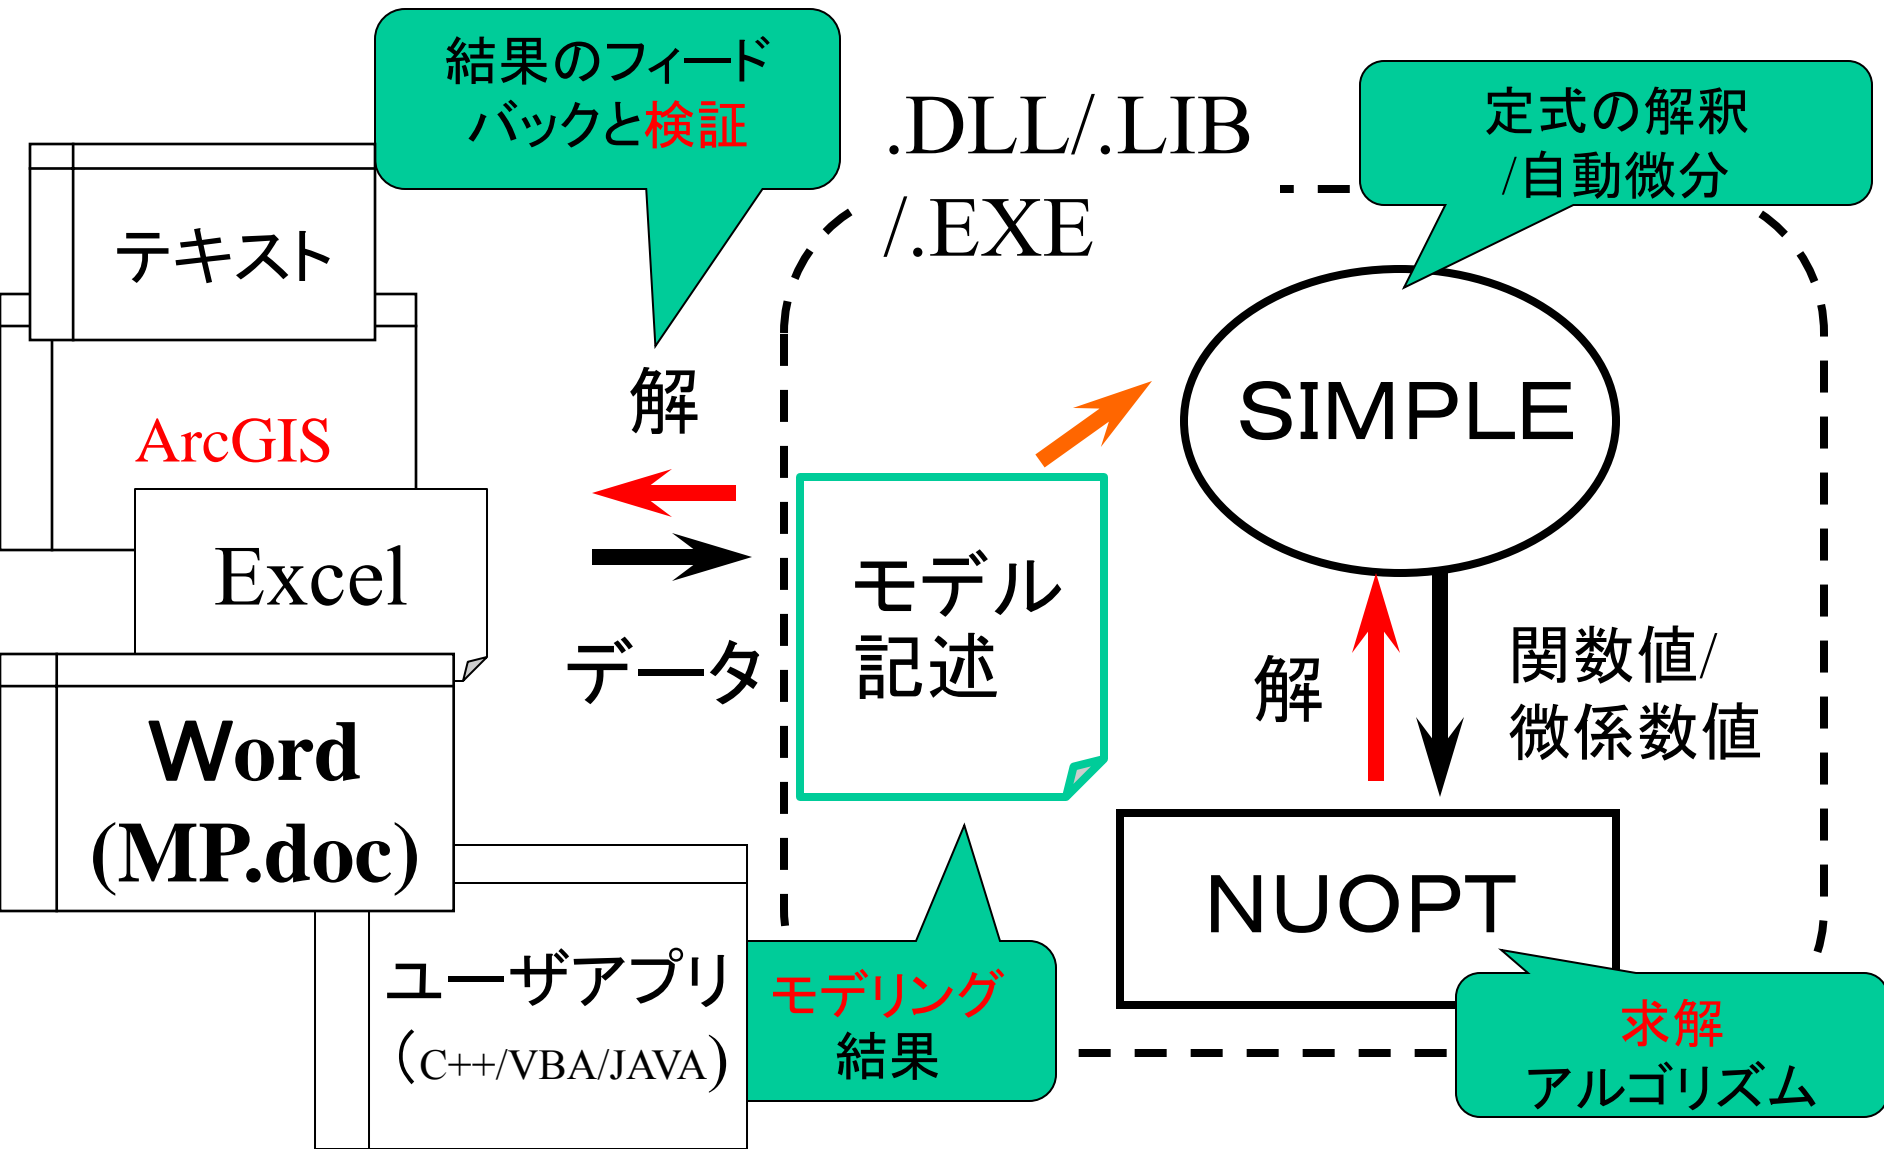 結果のフィード
バックと検証
.DLL/.LIB
/.EXE
定式の解釈
/自動微分
テキスト
ArcGIS
Excel
Word
(MP.doc)
ユーザアプリ
（C++/VBA/JAVA)
解
データ
モデル
記述
SIMPLE
解
関数値/
微係数値
NUOPT
モデリング
結果
求解
アルゴリズム